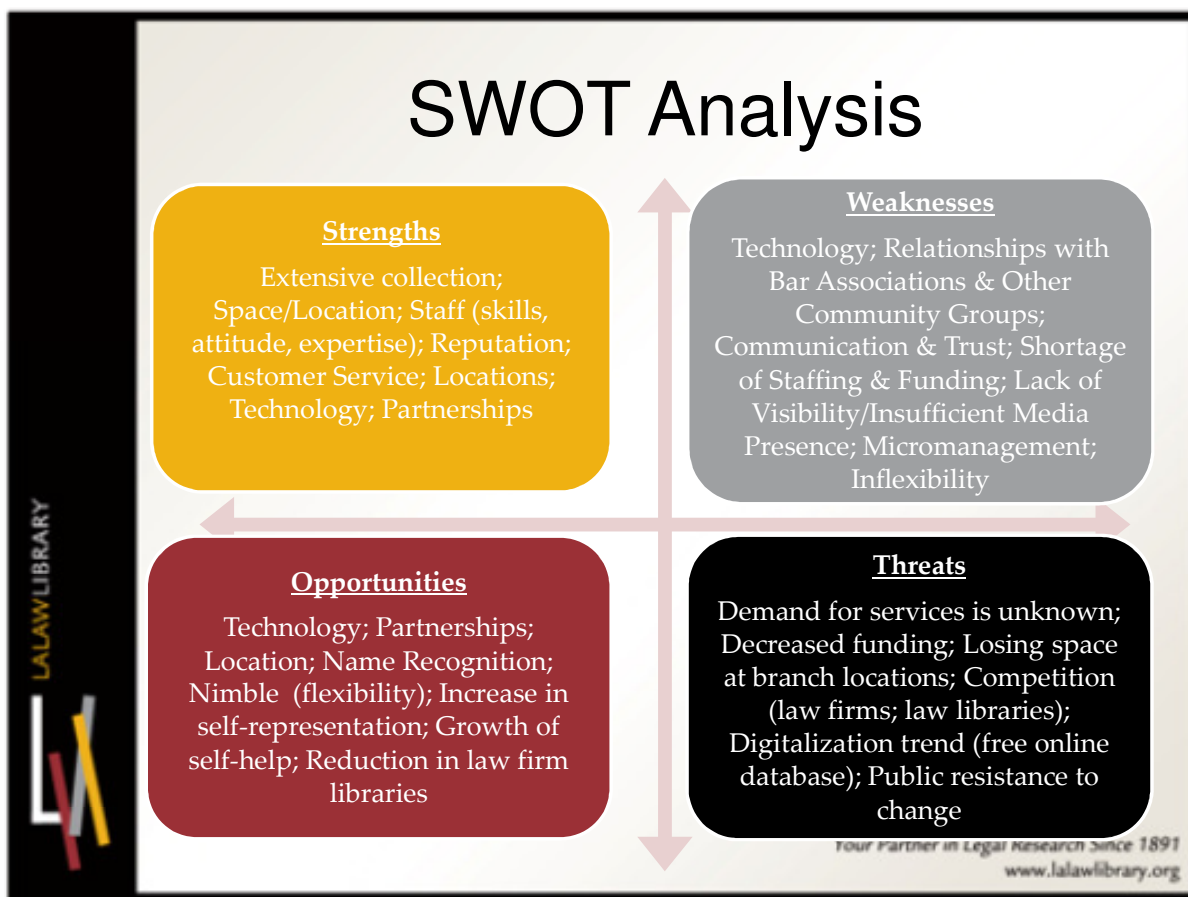 SWOT Analysis
Strengths
Extensive collection;
Space/Location; Staff (skills,
attitude, expertise); Reputation;
Customer Service; Locations;
Technology; Partnerships
Weaknesses
Technology; Relationships with
Bar Associations & Other
Community Groups;
Communication & Trust; Shortage
of Staffing & Funding; Lack of
Visibility/Insufficient Media
Presence; Micromanagement;
Inflexibility
Opportunities
Technology; Partnerships;
Location; Name Recognition;
Nimble (flexibility); Increase in
self-representation; Growth of
self-help; Reduction in law firm
libraries
Threats
Demand for services is unknown;
Decreased funding; Losing space
at branch locations; Competition
(law firms; law libraries);
Digitalization trend (free online
database); Public resistance to
change
LALAWLIBRARY
Your Partner in Legal Research Since 1891
www.lalawlibrary.org